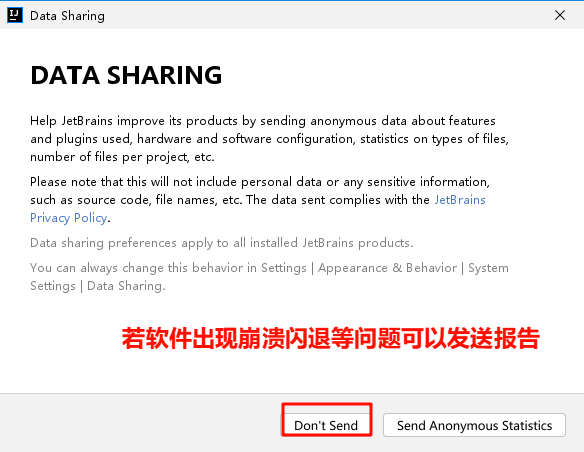 IJ
Data Sharing
DATA SHARING
Help JetBrains improve its products by sending anonymous data about features
and plugins used, hardware and software configuration, statistics on types of files,
number of files per project, etc.
Please note that this will not include personal data or any sensitive information,
such as source code, file names, etc. The data sent complies with the JetBrains
Privacy Policy.
Data sharing preferences apply to all installed JetBrains products.
You can always change this behavior in Settings | Appearance & Behavior | System
Settings | Data Sharing.
若软件出现崩溃闪退等问题可以发送报告
Don't Send
Send Anonymous Statistics